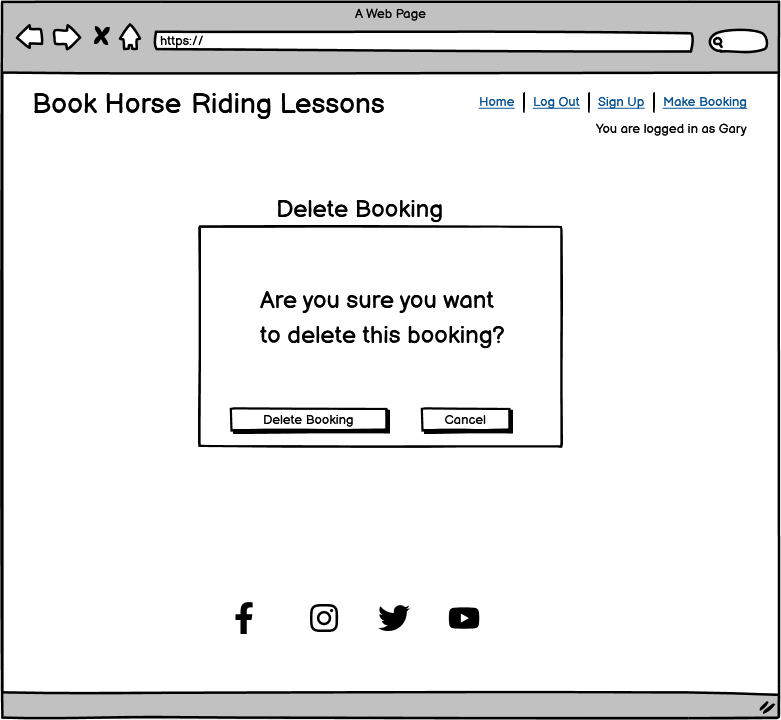 A Web Page
https://
Book Horse Riding Lessons
Home Log Out Sign Up Make Booking
You are logged in as Gary
Delete Booking
Are you sure you want
to delete this booking?
Delete Booking Cancel